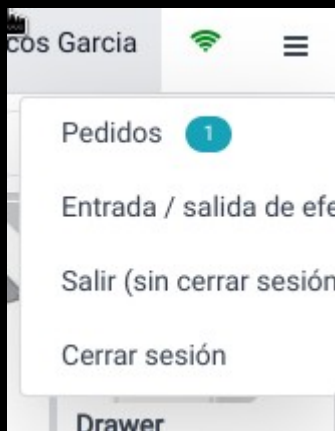 cos Garcia
Pedidos 1
Entrada / salida de efe
Salir (sin cerrar sesión
Cerrar sesión
Drawer